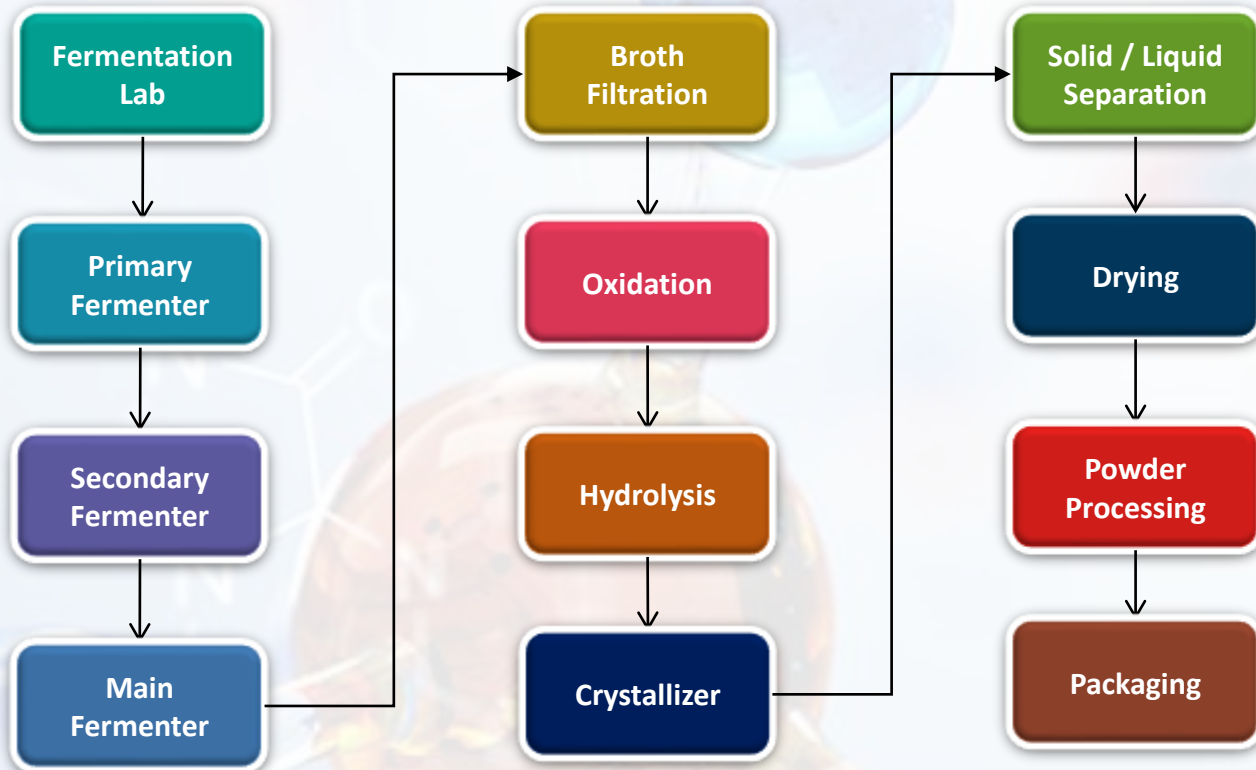 Fermentation
Lab
Primary
Fermenter
Secondary
Fermenter
Main
Fermenter
Broth
Filtration
Oxidation
Hydrolysis
Crystallizer
Solid / Liquid
Separation
Drying
Powder
Processing
Packaging